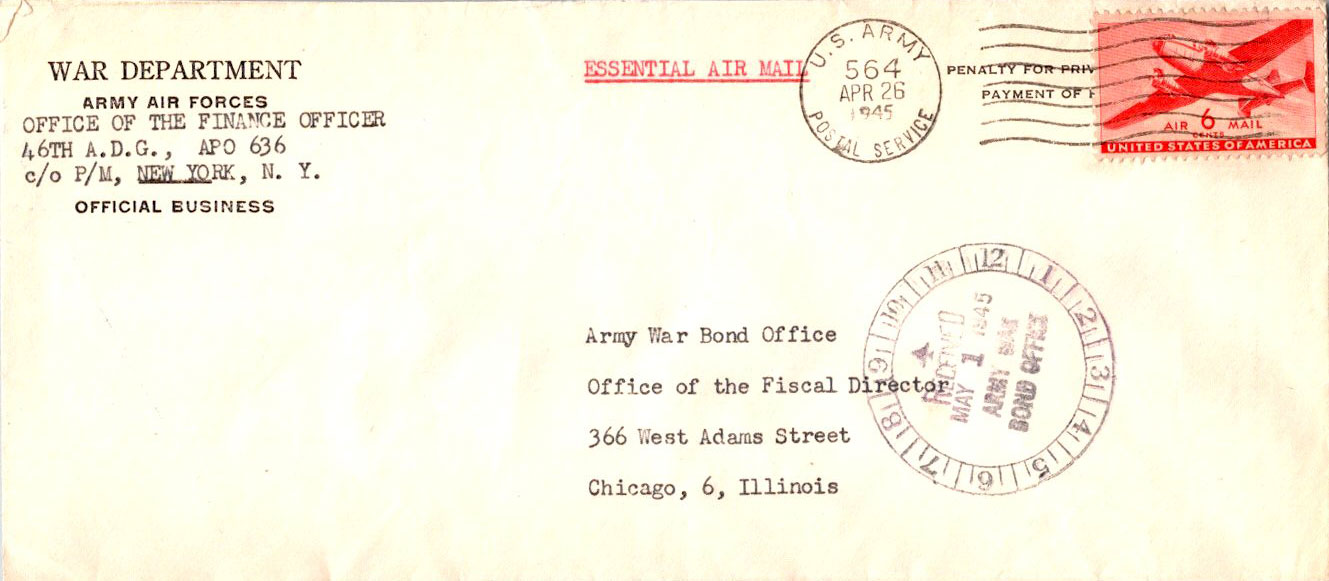 WAR DEPARTMENT
ARMY AIR FORCES
OFFICE OF THE FINANCE OFFICER
46TH A.D.G., APO 636
c/o P/M, NEW YORK, N. Y.
OFFICIAL BUSINESS
ESSENTIAL AIR MAIL
U.S. ARMY
564
APR 26
1945
POSTAL SERVICE
PENALTY FOR PRIV
PAYMENT OF
AIR 6 MAIL
CENTS
UNITED STATES OF AMERICA
Army War Bond Office
Office of the Fiscal Director
366 West Adams Street
Chicago, 6, Illinois
12 1 2 3 4 5 6 7 8 9 10 11
RECEIVED
MAY 1 1945
ARMY WAR
BOND OFFICE